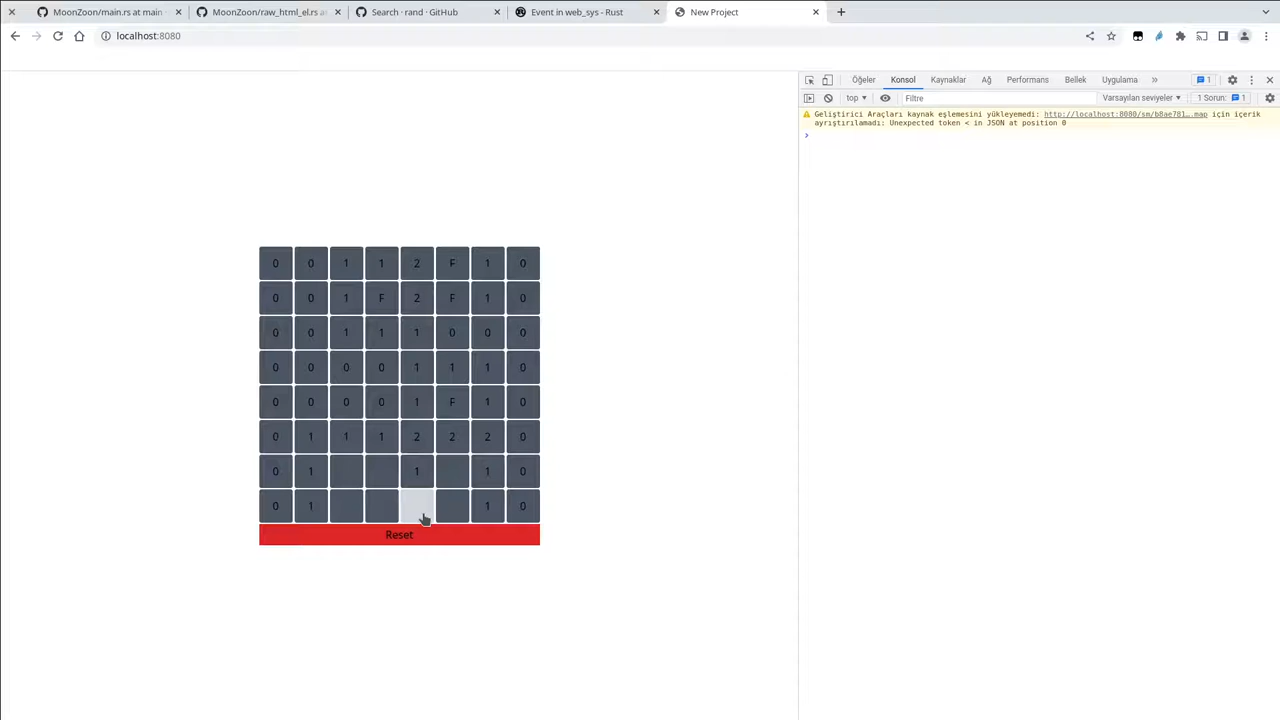 MoonZoon/main.rs at main ·
MoonZoon/raw_html_el.rs at
Search · rand · GitHub
Event in web_sys - Rust
New Project
localhost:8080
Öğeler
Konsol
Kaynaklar
Ağ
Performans
Bellek
Uygulama
»
1
top
Filtre
Varsayılan seviyeler
1 Sorun: 1
Geliştirici Araçları kaynak eşlemesini yükleyemedi: http://localhost:8080/sm/b8ae781….map için içerik
ayrıştırılamadı: Unexpected token < in JSON at position 0
0 0 1 1 2 F 1 0
0 0 1 F 2 F 1 0
0 0 1 1 1 0 0 0
0 0 0 0 1 1 1 0
0 0 0 0 1 F 1 0
0 1 1 1 2 2 2 0
0 1 1 1 0
0 1 1 0
Reset